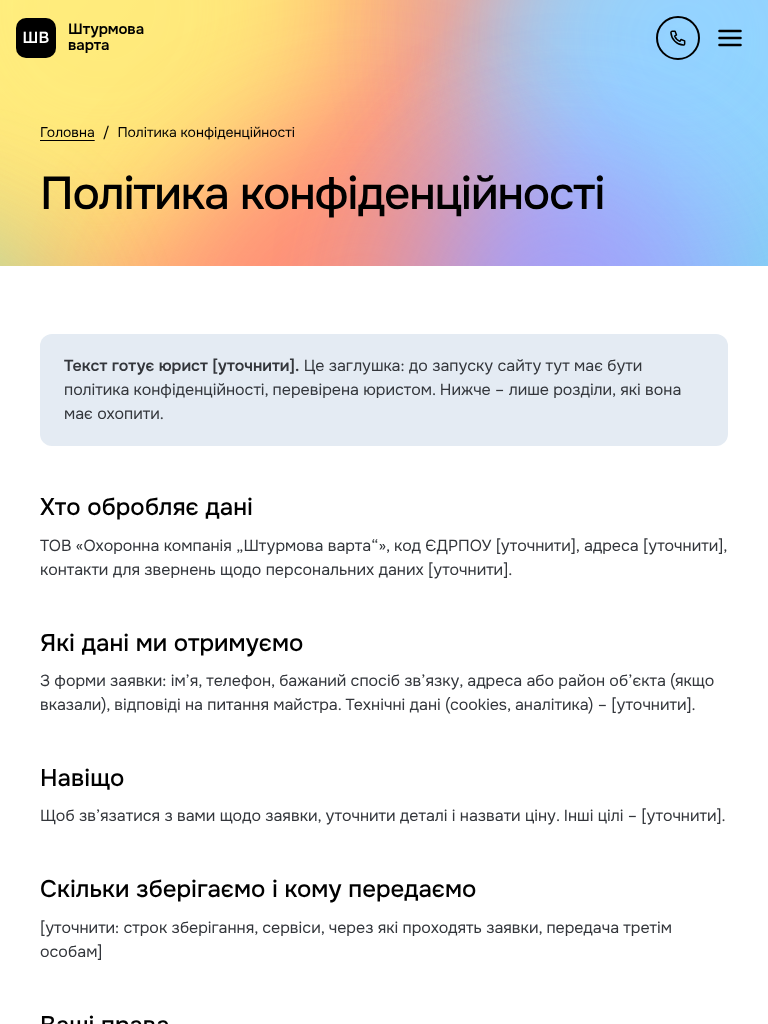 ШВ
Штурмова
варта
Головна / Політика конфіденційності
Політика конфіденційності
Текст готує юрист [уточнити]. Це заглушка: до запуску сайту тут має бути
політика конфіденційності, перевірена юристом. Нижче – лише розділи, які вона
має охопити.
Хто обробляє дані
ТОВ «Охоронна компанія „Штурмова варта“», код ЄДРПОУ [уточнити], адреса [уточнити],
контакти для звернень щодо персональних даних [уточнити].
Які дані ми отримуємо
З форми заявки: ім’я, телефон, бажаний спосіб зв’язку, адреса або район об’єкта (якщо
вказали), відповіді на питання майстра. Технічні дані (cookies, аналітика) – [уточнити].
Навіщо
Щоб зв’язатися з вами щодо заявки, уточнити деталі і назвати ціну. Інші цілі – [уточнити].
Скільки зберігаємо і кому передаємо
[уточнити: строк зберігання, сервіси, через які проходять заявки, передача третім
особам]
Ваші права